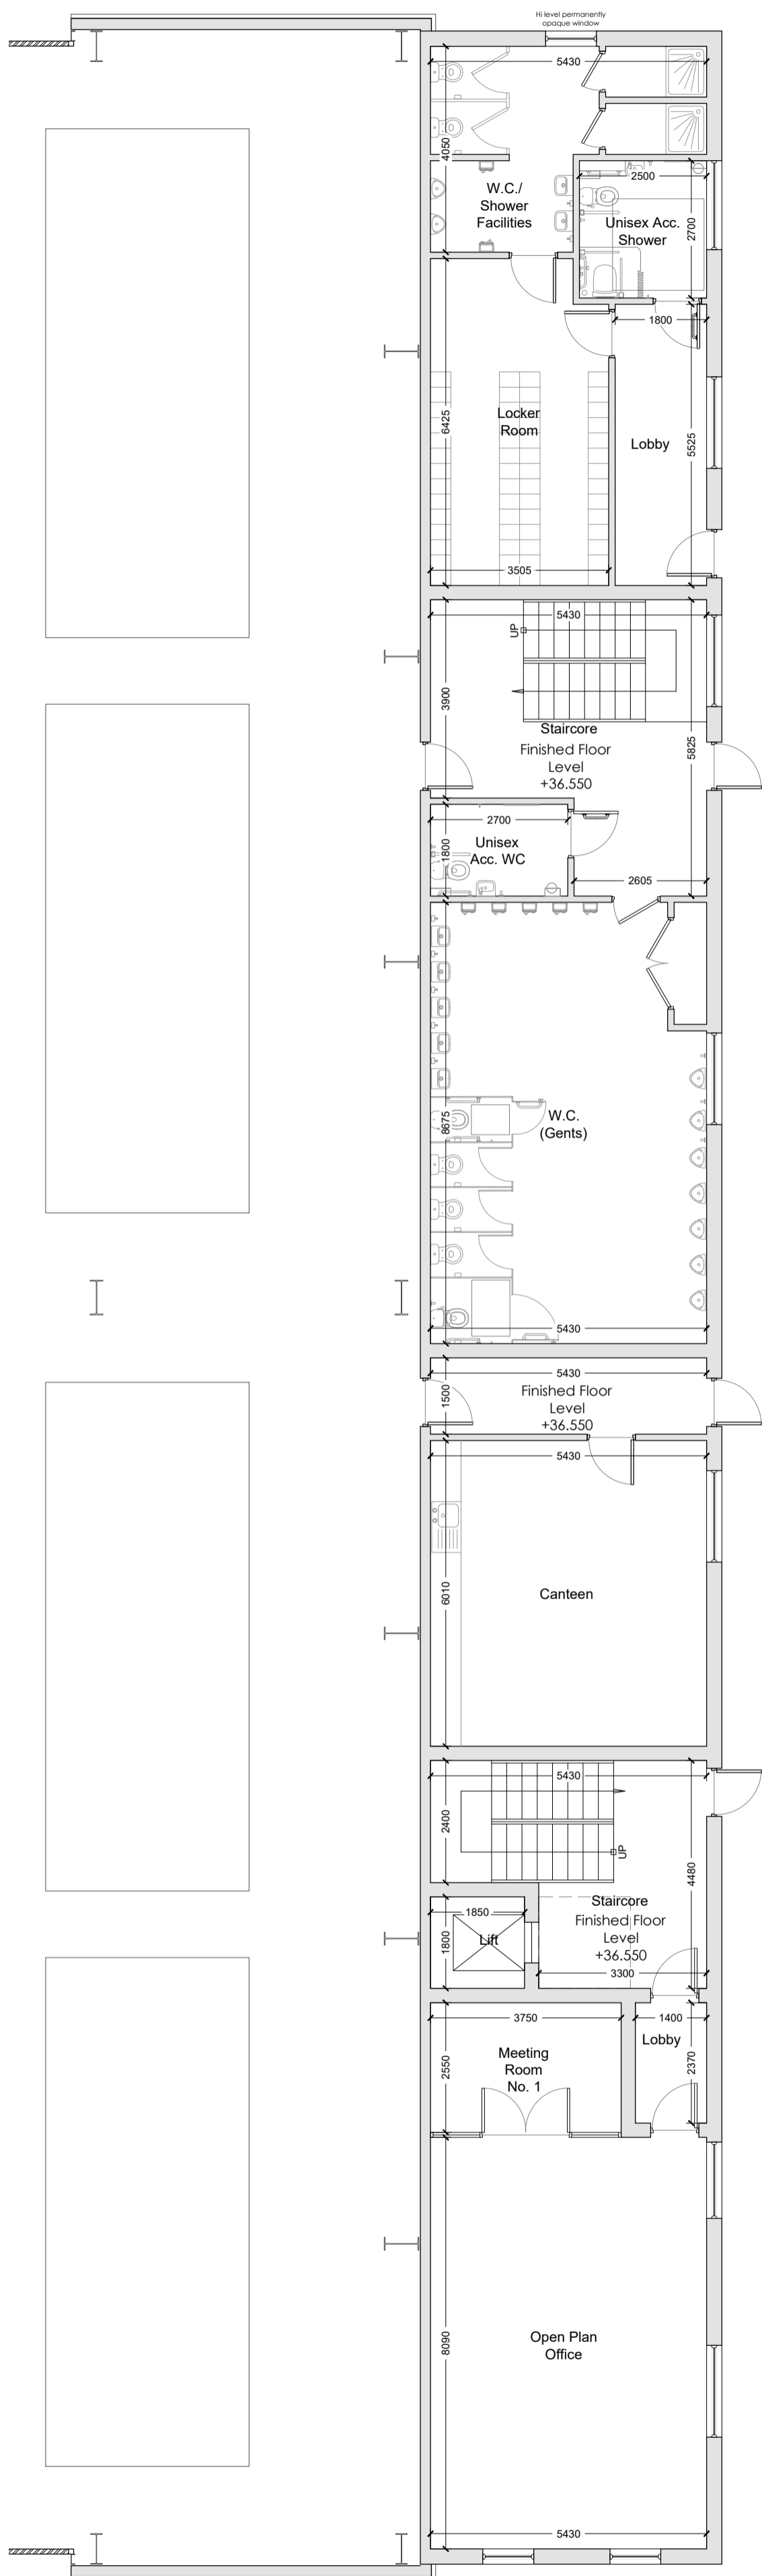 Hi level permanently
opaque window
5430
4050
2500
W.C./
Shower
Facilities
Unisex Acc.
Shower
2700
1800
6425
Locker
Room
Lobby
5525
3505
5430
UP
3900
Staircore
Finished Floor
Level
+36.550
5825
2700
1800
Unisex
Acc. WC
2605
8675
W.C.
(Gents)
5430
5430
1500
Finished Floor
Level
+36.550
5430
6010
Canteen
5430
2400
UP
4480
Staircore
Finished Floor
Level
+36.550
1850
1800
Lift
3300
3750
1400
Lobby
2550
Meeting
Room
No. 1
2370
8090
Open Plan
Office
5430